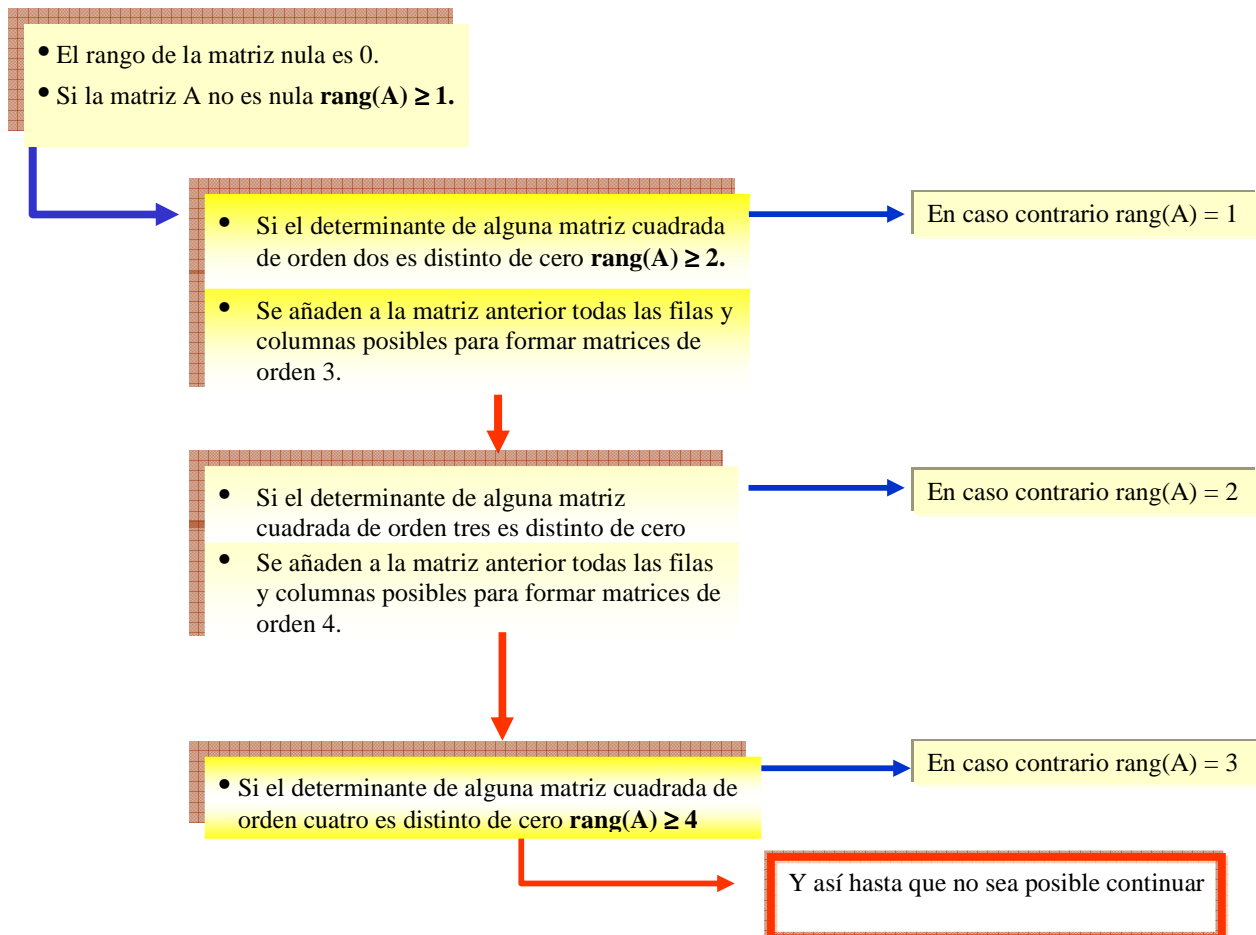 • El rango de la matriz nula es 0.
• Si la matriz A no es nula rang(A) ≥ 1.
• Si el determinante de alguna matriz cuadrada
de orden dos es distinto de cero rang(A) ≥ 2.
En caso contrario rang(A) = 1
• Se añaden a la matriz anterior todas las filas y
columnas posibles para formar matrices de
orden 3.
• Si el determinante de alguna matriz
cuadrada de orden tres es distinto de cero
En caso contrario rang(A) = 2
• Se añaden a la matriz anterior todas las filas
y columnas posibles para formar matrices de
orden 4.
• Si el determinante de alguna matriz cuadrada de
orden cuatro es distinto de cero rang(A) ≥ 4
En caso contrario rang(A) = 3
Y así hasta que no sea posible continuar